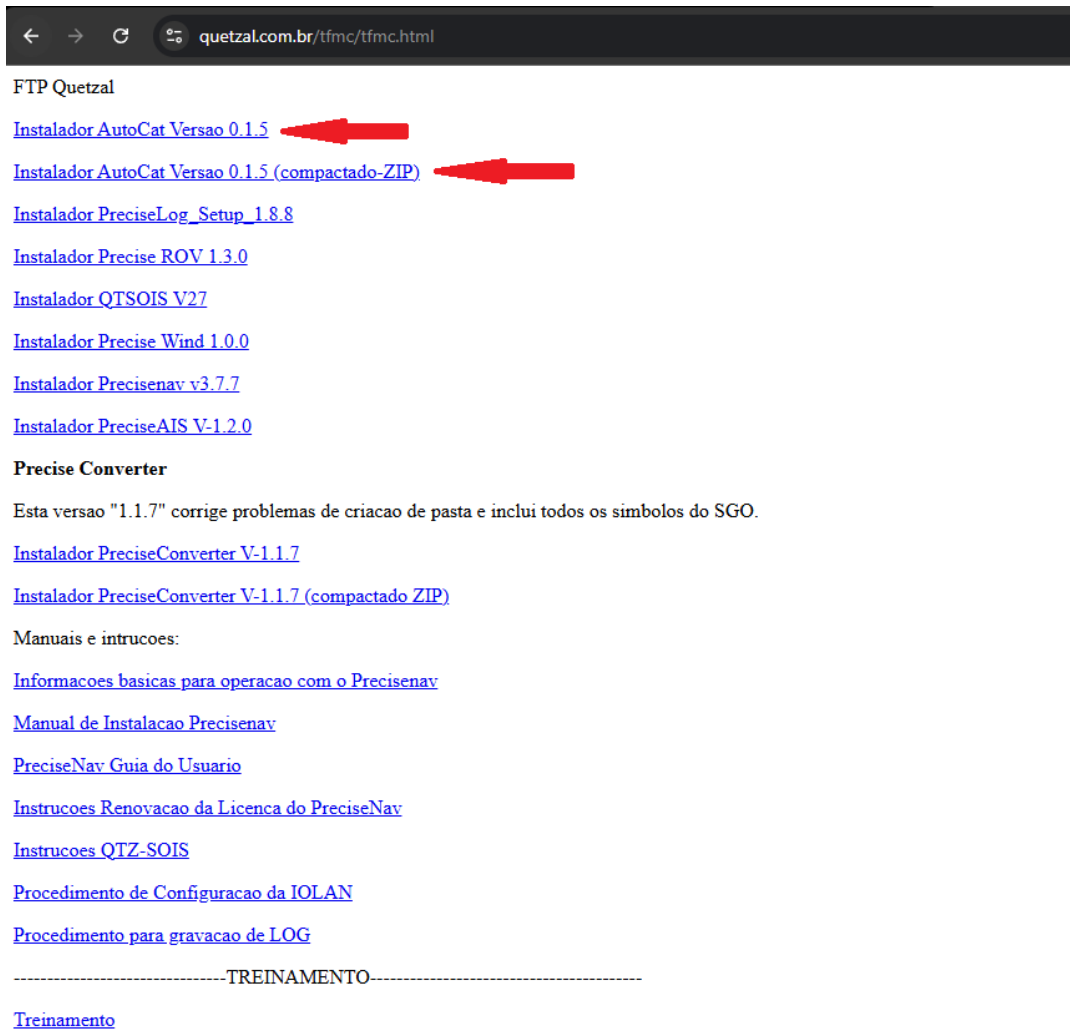 quetzal.com.br/tfmc/tfmc.html
FTP Quetzal
Instalador AutoCat Versao 0.1.5
Instalador AutoCat Versao 0.1.5 (compactado-ZIP)
Instalador PreciseLog_Setup_1.8.8
Instalador Precise ROV 1.3.0
Instalador QTSOIS V27
Instalador Precise Wind 1.0.0
Instalador Precisenav v3.7.7
Instalador PreciseAIS V-1.2.0
Precise Converter
Esta versao "1.1.7" corrige problemas de criacao de pasta e inclui todos os simbolos do SGO.
Instalador PreciseConverter V-1.1.7
Instalador PreciseConverter V-1.1.7 (compactado ZIP)
Manuais e intrucoes:
Informacoes basicas para operacao com o Precisenav
Manual de Instalacao Precisenav
PreciseNav Guia do Usuario
Instrucoes Renovacao da Licenca do PreciseNav
Instrucoes QTZ-SOIS
Procedimento de Configuracao da IOLAN
Procedimento para gravacao de LOG
--------------------------------TREINAMENTO-----------------------------------------
Treinamento